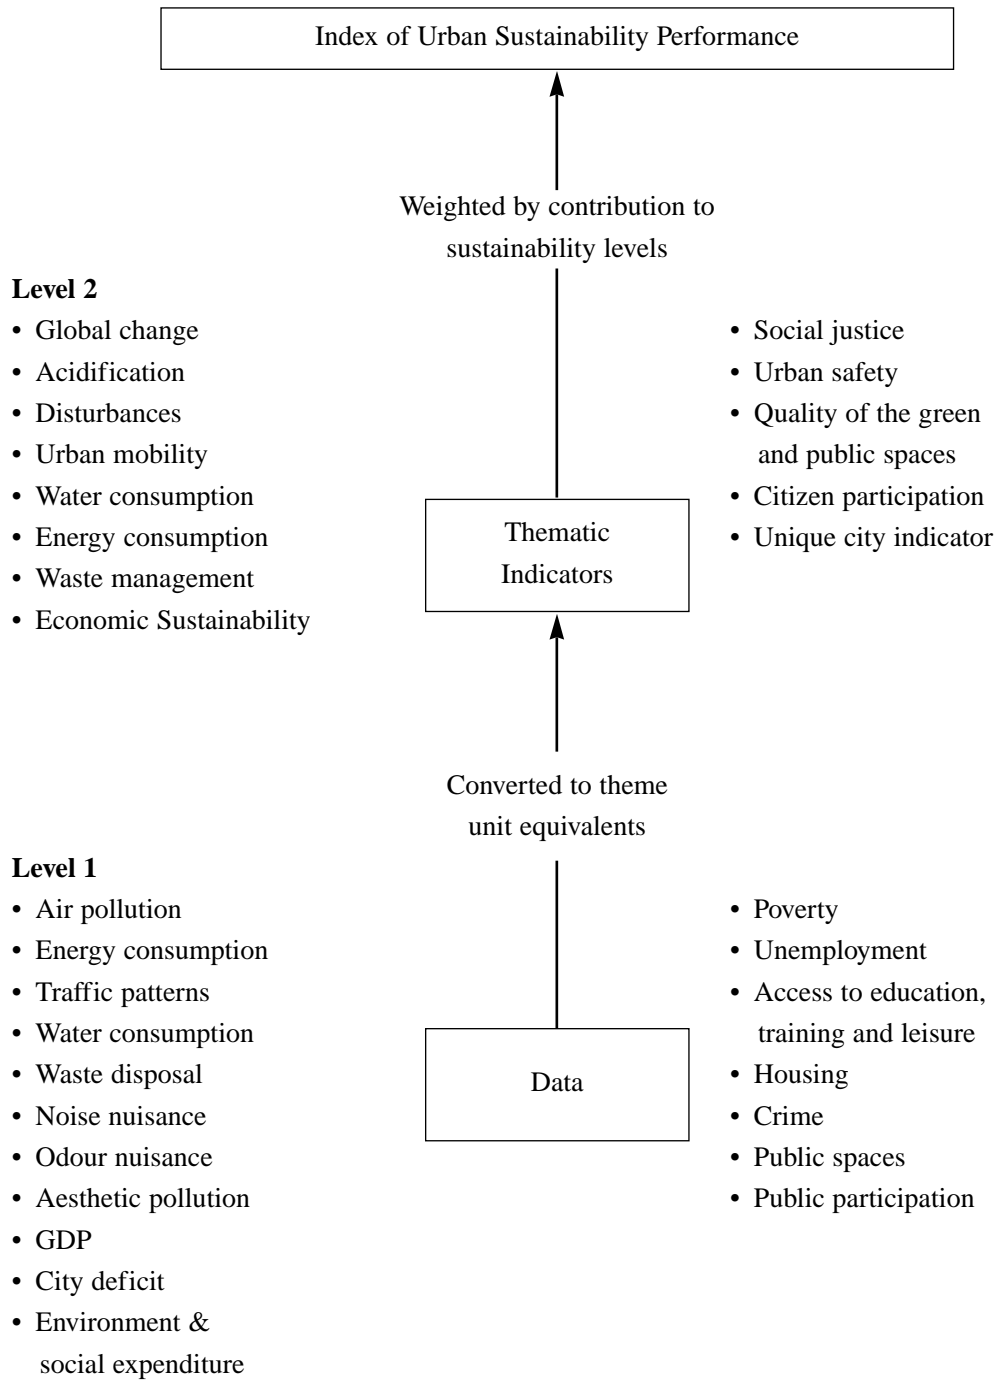 Index of Urban Sustainability Performance
Weighted by contribution to
sustainability levels
Level 2
• Global change
• Acidification
• Disturbances
• Urban mobility
• Water consumption
• Energy consumption
• Waste management
• Economic Sustainability
• Social justice
• Urban safety
• Quality of the green
and public spaces
• Citizen participation
• Unique city indicator
Thematic
Indicators
Converted to theme
unit equivalents
Level 1
• Air pollution
• Energy consumption
• Traffic patterns
• Water consumption
• Waste disposal
• Noise nuisance
• Odour nuisance
• Aesthetic pollution
• GDP
• City deficit
• Environment &
social expenditure
Data
• Poverty
• Unemployment
• Access to education,
training and leisure
• Housing
• Crime
• Public spaces
• Public participation